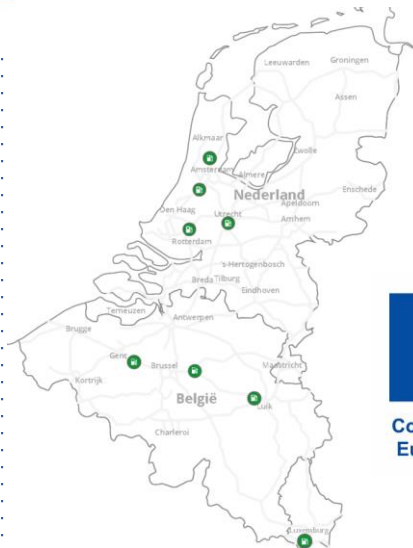 Leeuwarden
Groningen
Assen
Alkmaar
Zwolle
Amsterdam
Almere
Nederland
Enschede
Apeldoorn
Den Haag
Utrecht
Arnhem
Rotterdam
's-Hertogenbosch
Breda Tilburg
Eindhoven
Terneuzen
Antwerpen
Brugge
Gent
Brussel
Maastricht
Kortrijk
België
Luik
Charleroi
Luxemburg
Co
Eu